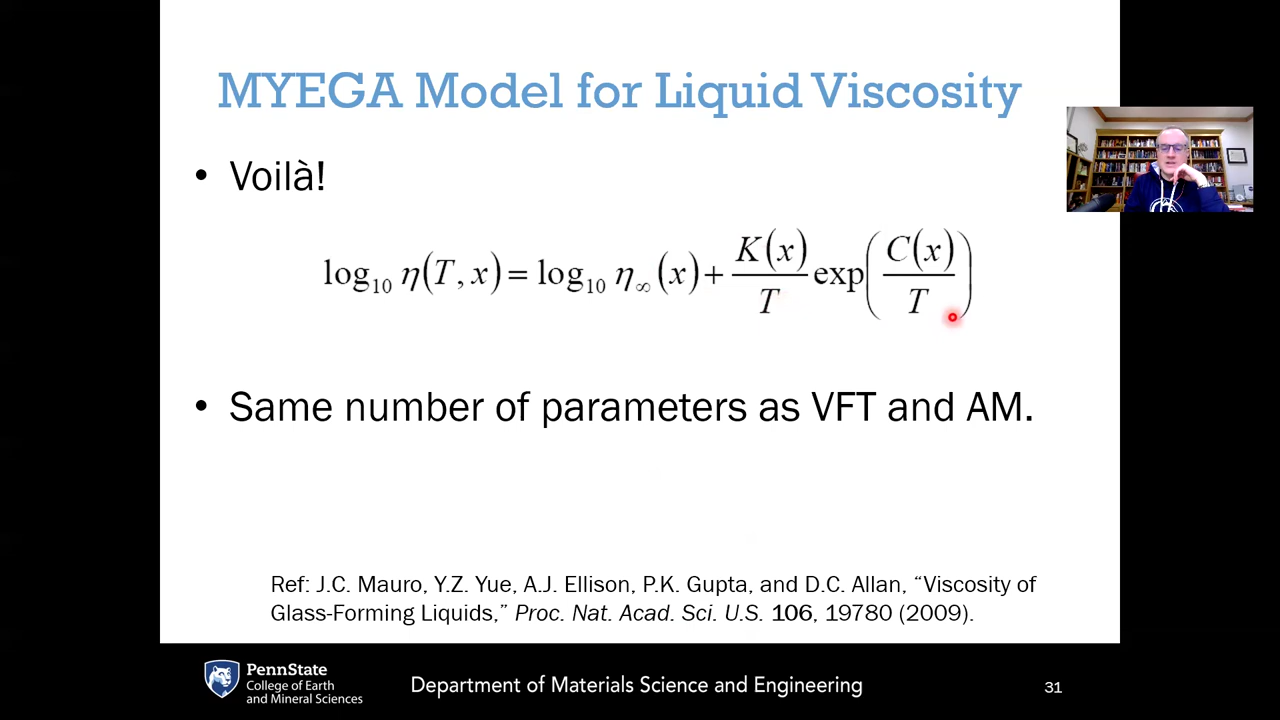 MYEGA Model for Liquid Viscosity
• Voilà!
log₁₀ η(T, x) = log₁₀ η∞(x) + K(x)/T exp(C(x)/T)
• Same number of parameters as VFT and AM.
Ref: J.C. Mauro, Y.Z. Yue, A.J. Ellison, P.K. Gupta, and D.C. Allan, “Viscosity of
Glass-Forming Liquids,” Proc. Nat. Acad. Sci. U.S. 106, 19780 (2009).
PennState
College of Earth
and Mineral Sciences
Department of Materials Science and Engineering
31